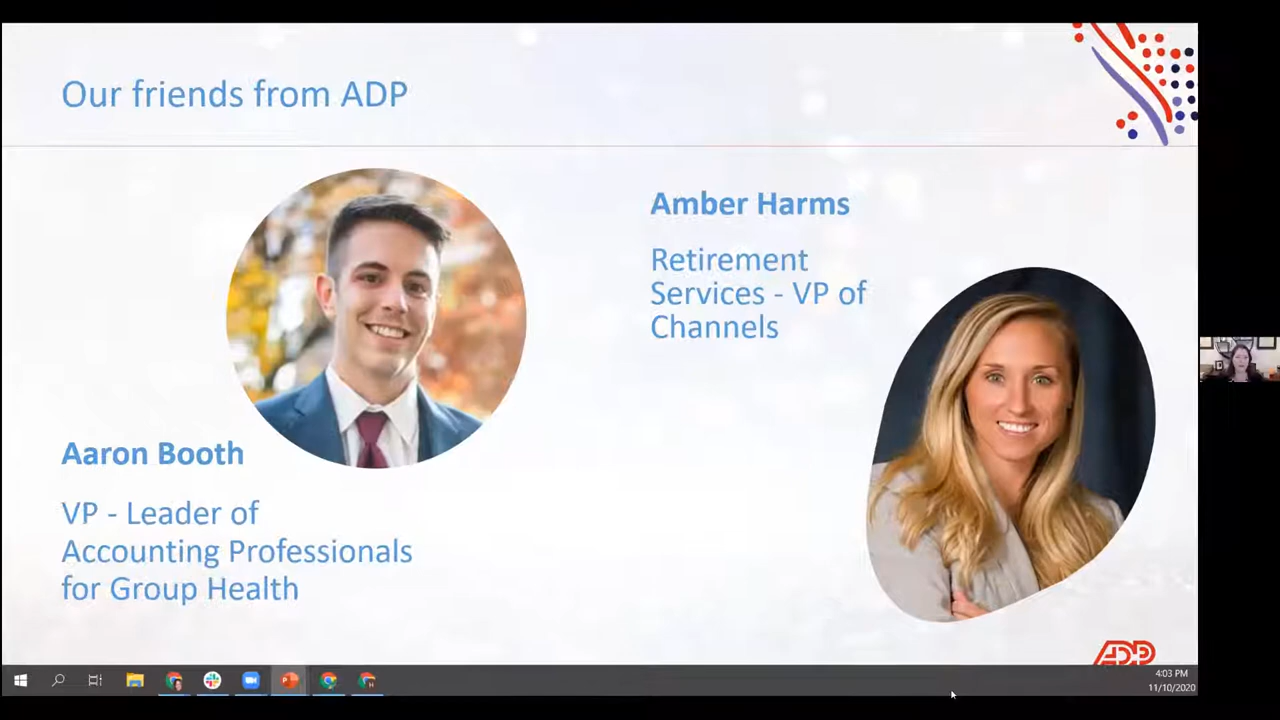 Our friends from ADP
Aaron Booth
VP - Leader of
Accounting Professionals
for Group Health
Amber Harms
Retirement
Services - VP of
Channels
ADP
4:03 PM
11/10/2020